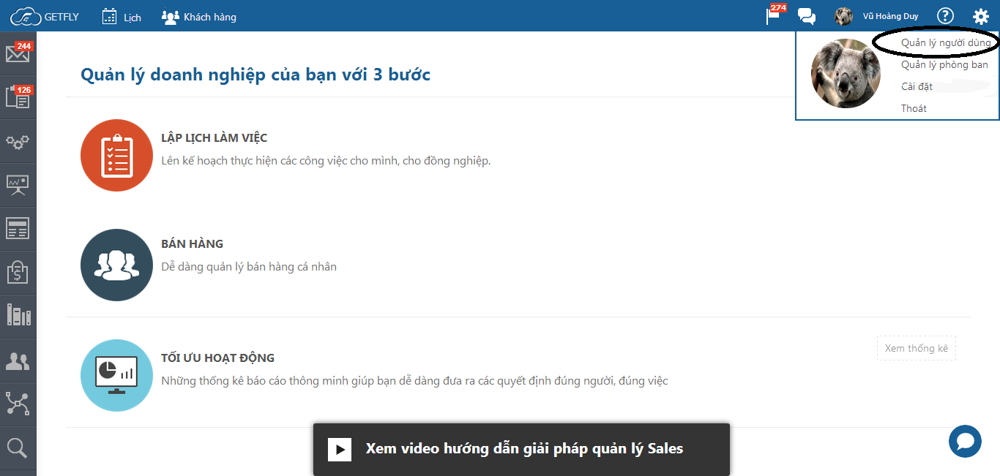 GETFLY
Lịch
Khách hàng
274
Vũ Hoàng Duy
?
244
126
Quản lý người dùng
Quản lý phòng ban
Cài đặt
Thoát
Quản lý doanh nghiệp của bạn với 3 bước
LẬP LỊCH LÀM VIỆC
Lên kế hoạch thực hiện các công việc cho mình, cho đồng nghiệp.
BÁN HÀNG
Dễ dàng quản lý bán hàng cá nhân
TỐI ƯU HOẠT ĐỘNG
Những thống kê báo cáo thông minh giúp bạn dễ dàng đưa ra các quyết định đúng người, đúng việc
Xem thống kê
Xem video hướng dẫn giải pháp quản lý Sales